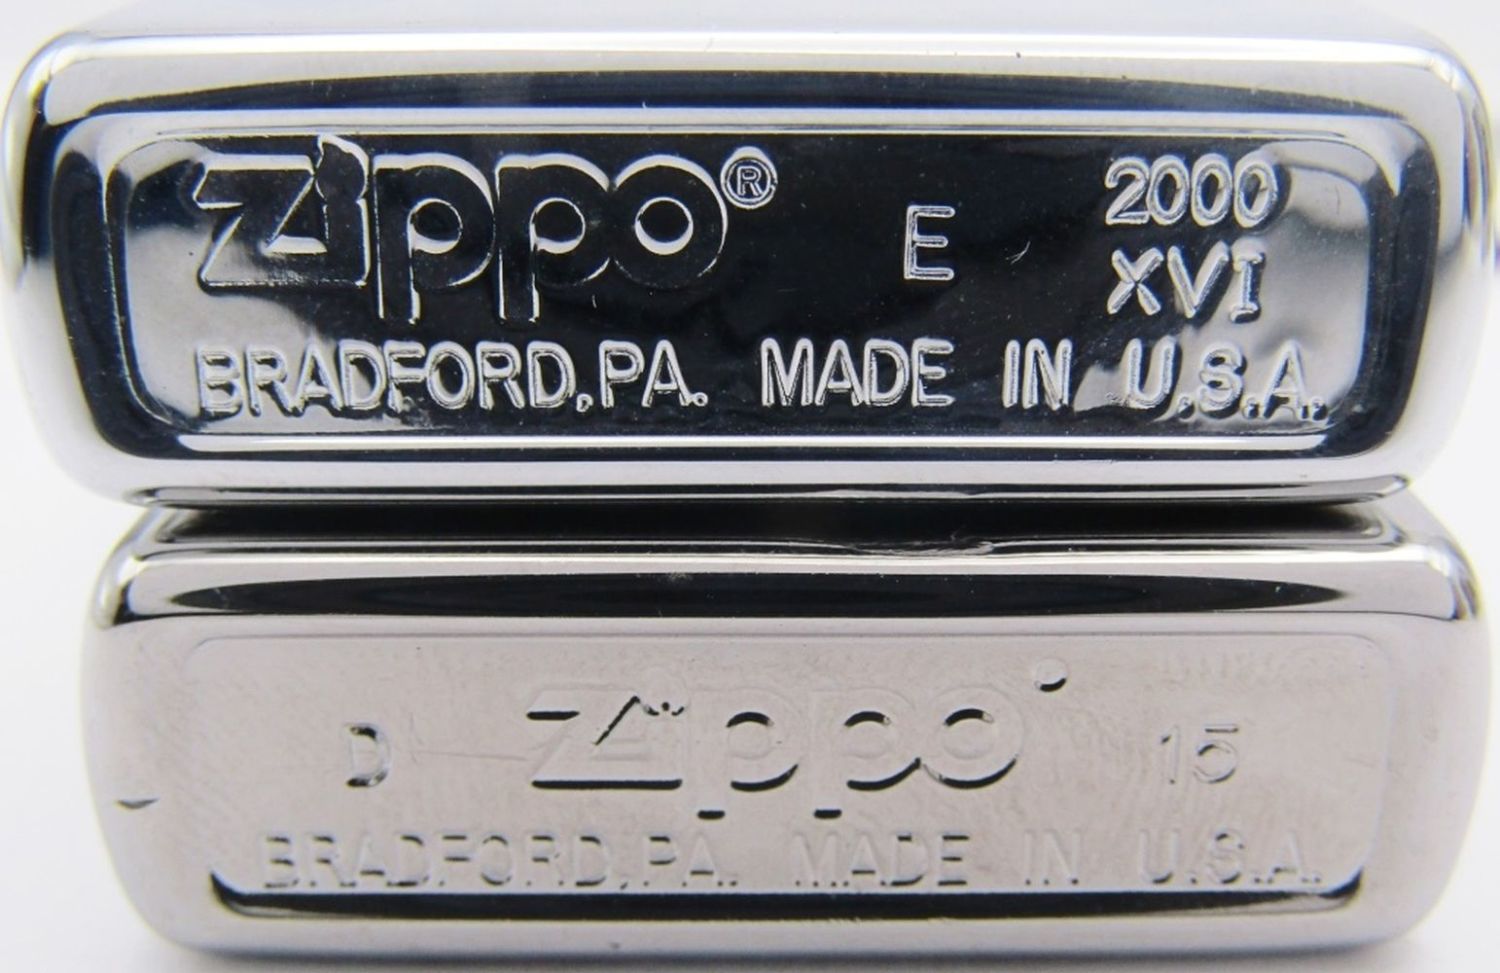 Zippo® E 2000
XVI
BRADFORD, PA. MADE IN U.S.A.
D Zippo 15
BRADFORD, PA. MADE IN U.S.A.